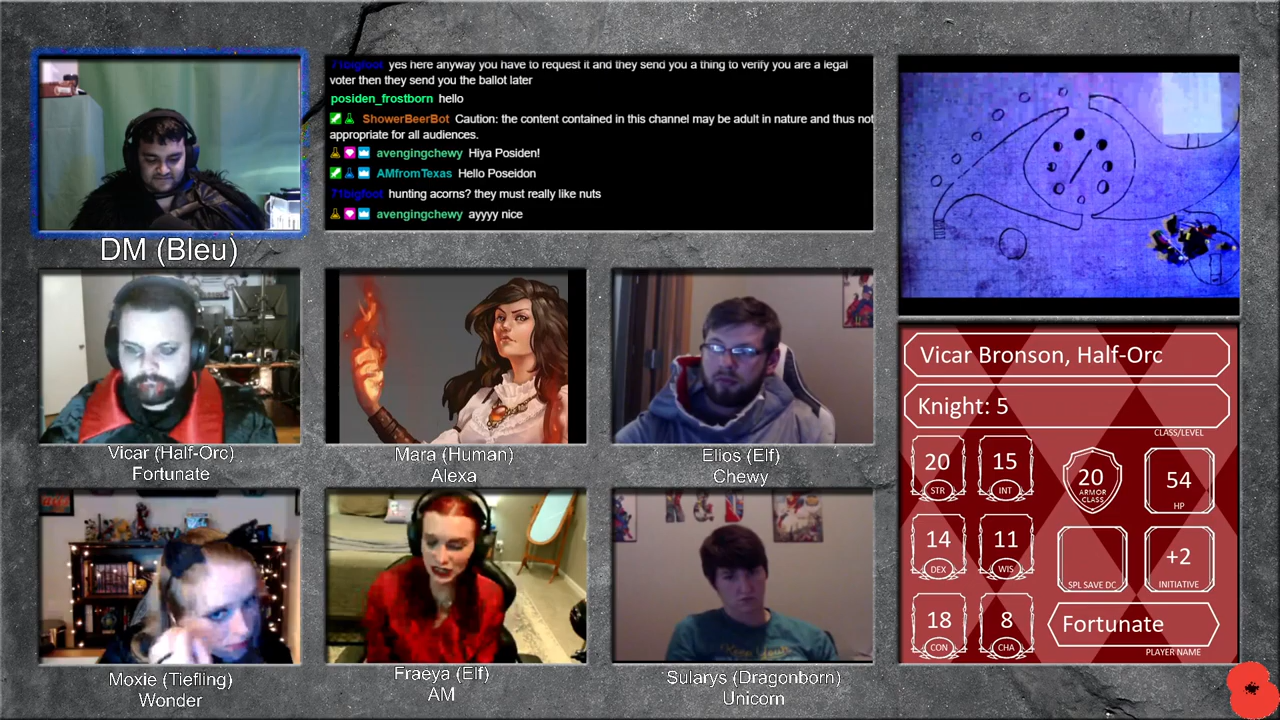 71bigfoot yes here anyway you have to request it and they send you a thing to verify you are a legal
voter then they send you the ballot later
posiden_frostborn hello
ShowerBeerBot Caution: the content contained in this channel may be adult in nature and thus not
appropriate for all audiences.
avengingchewy Hiya Posiden!
AMfromTexas Hello Poseidon
71bigfoot hunting acorns? they must really like nuts
avengingchewy ayyyy nice
DM (Bleu)
Vicar (Half-Orc)
Fortunate
Mara (Human)
Alexa
Elios (Elf)
Chewy
Moxie (Tiefling)
Wonder
Fraeya (Elf)
AM
Sularys (Dragonborn)
Unicorn
Vicar Bronson, Half-Orc
Knight: 5
CLASS/LEVEL
20
STR
15
INT
20
ARMOR
CLASS
54
HP
14
DEX
11
WIS
SPL SAVE DC
+2
INITIATIVE
18
CON
8
CHA
Fortunate
PLAYER NAME